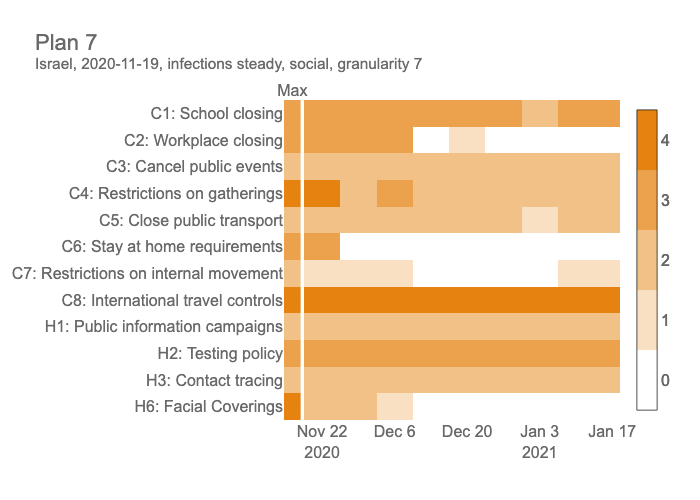 Plan 7
Israel, 2020-11-19, infections steady, social, granularity 7
Max
C1: School closing
C2: Workplace closing
C3: Cancel public events
C4: Restrictions on gatherings
C5: Close public transport
C6: Stay at home requirements
C7: Restrictions on internal movement
C8: International travel controls
H1: Public information campaigns
H2: Testing policy
H3: Contact tracing
H6: Facial Coverings
4
3
2
1
0
Nov 22 Dec 6 Dec 20 Jan 3 Jan 17
2020 2021